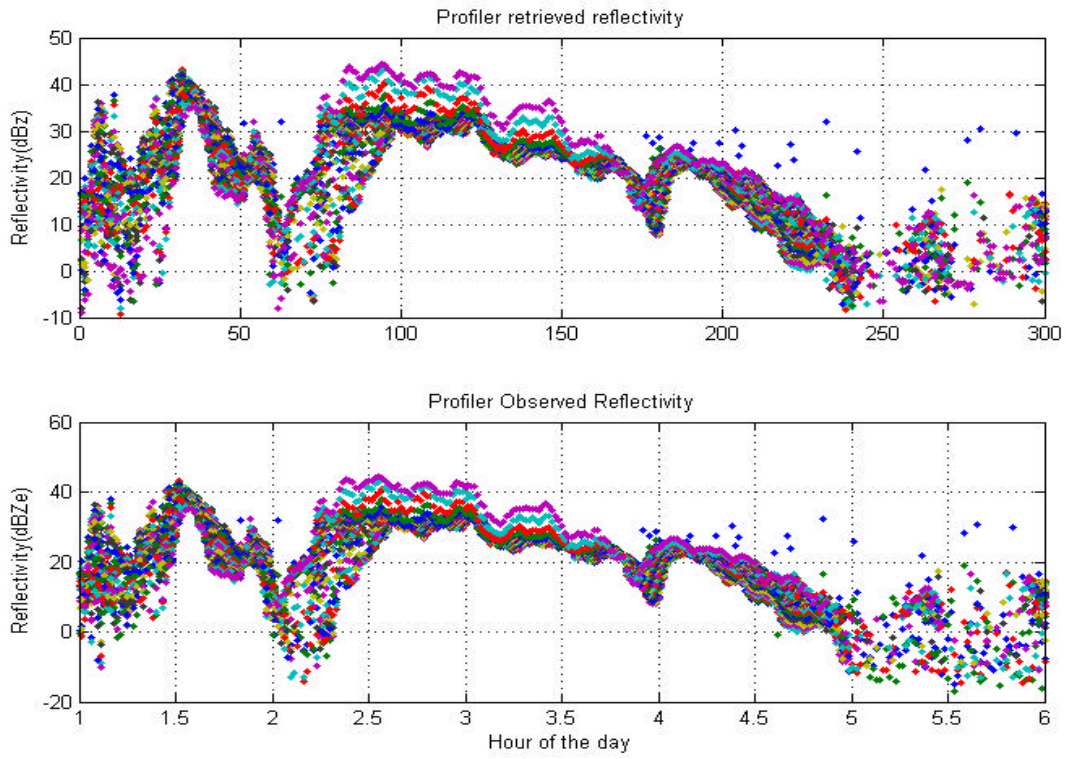 Profiler retrieved reflectivity
Reflectivity(dBz)
50
40
30
20
10
0
-10
0 50 100 150 200 250 300
Profiler Observed Reflectivity
Reflectivity(dBZe)
60
40
20
0
-20
1 1.5 2 2.5 3 3.5 4 4.5 5 5.5 6
Hour of the day